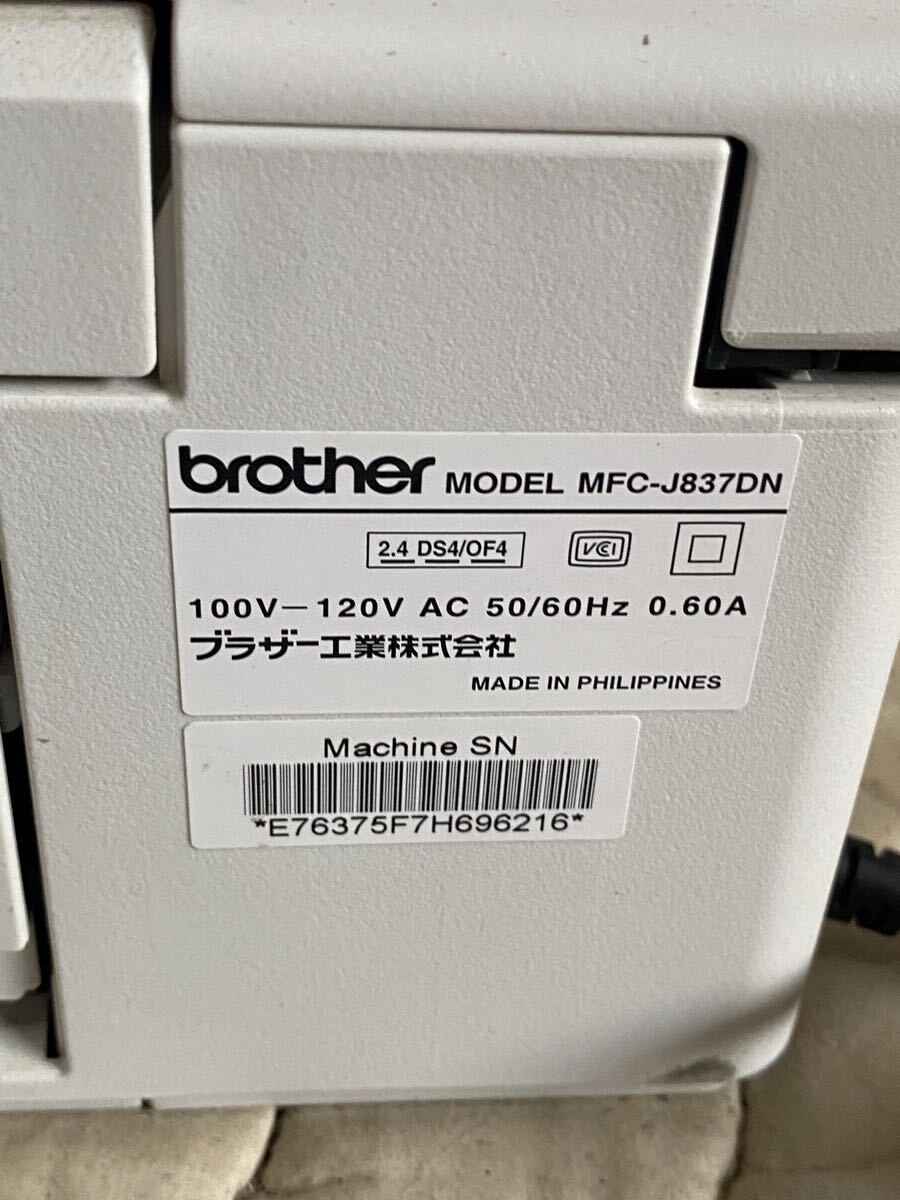 brother MODEL MFC-J837DN
2.4 DS4/OF4 VCI
100V－120V AC 50/60Hz 0.60A
ブラザー工業株式会社
MADE IN PHILIPPINES
Machine SN
*E76375F7H696216*